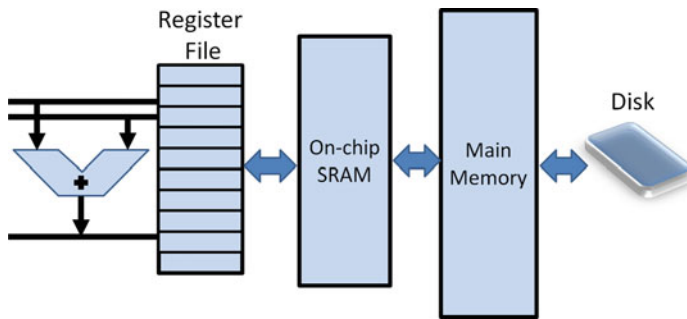 Register
File
On-chip
SRAM
Main
Memory
Disk
+